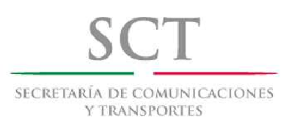 SCT
SECRETARÍA DE COMUNICACIONES
Y TRANSPORTES